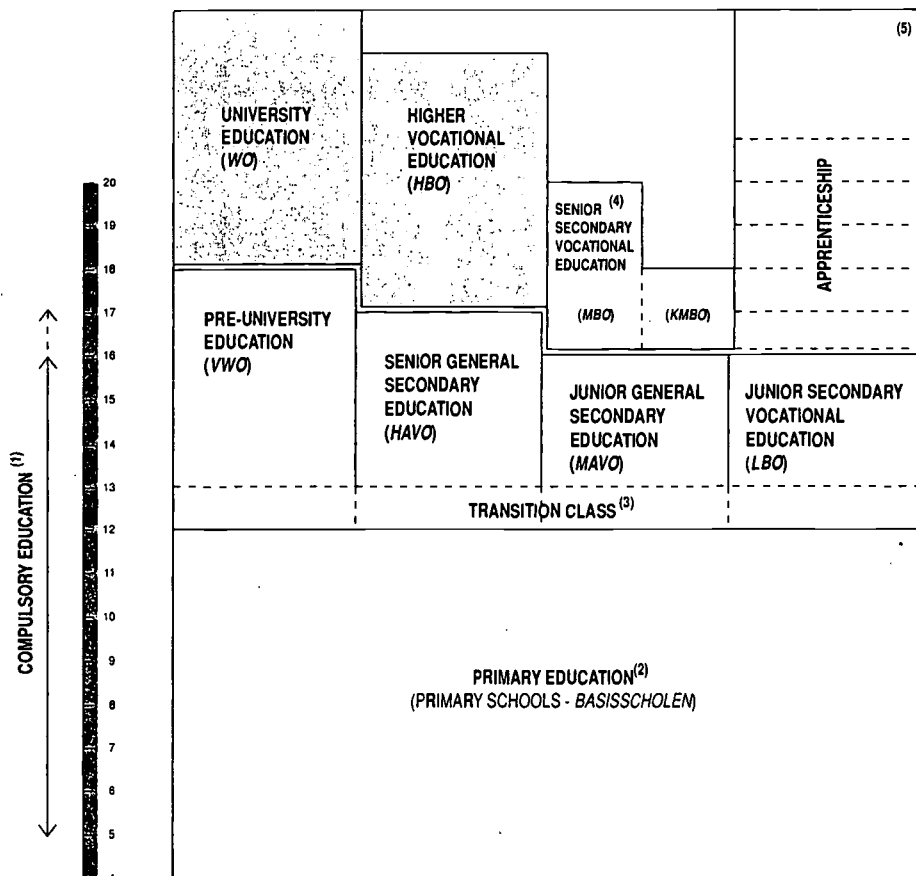 (5)
UNIVERSITY
EDUCATION
(WO)
HIGHER
VOCATIONAL
EDUCATION
(HBO)
SENIOR (4)
SECONDARY
VOCATIONAL
EDUCATION
(MBO)
(KMBO)
APPRENTICESHIP
PRE-UNIVERSITY
EDUCATION
(VWO)
SENIOR GENERAL
SECONDARY
EDUCATION
(HAVO)
JUNIOR GENERAL
SECONDARY
EDUCATION
(MAVO)
JUNIOR SECONDARY
VOCATIONAL
EDUCATION
(LBO)
TRANSITION CLASS (3)
PRIMARY EDUCATION (2)
(PRIMARY SCHOOLS - BASISSCHOLEN)
COMPULSORY EDUCATION (1)
20
19
18
17
16
15
14
13
12
11
10
9
8
7
6
5